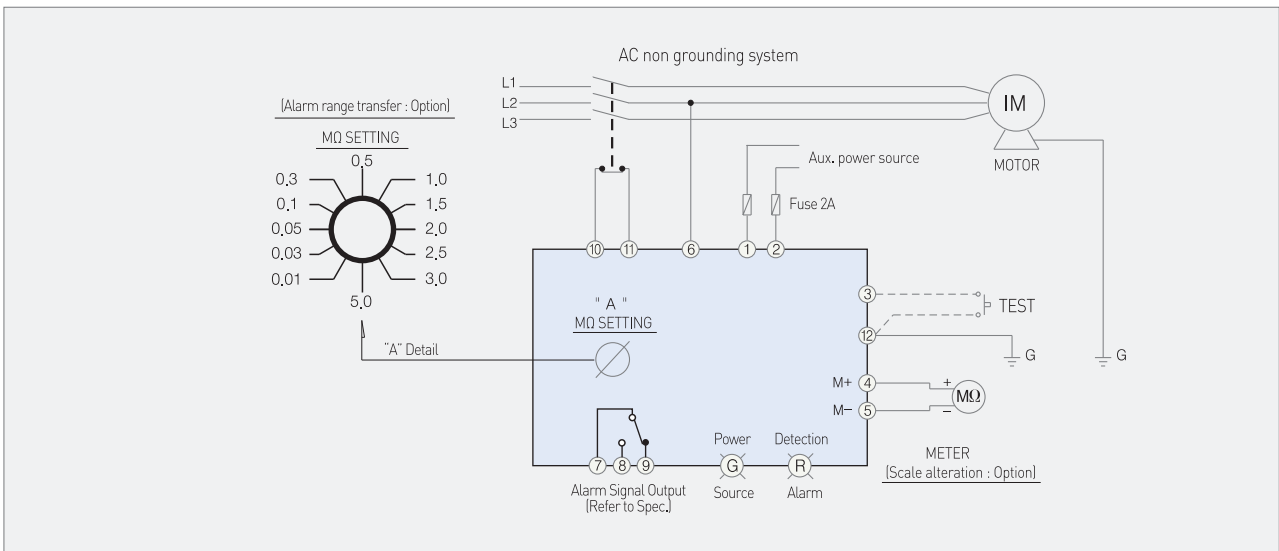 AC non grounding system
L1
L2
L3
IM
MOTOR
(Alarm range transfer : Option)
MΩ SETTING
0.5
0.3
1.0
0.1
1.5
0.05
2.0
0.03
2.5
0.01
3.0
5.0
"A" Detail
Aux. power source
Fuse 2A
10
11
6
1
2
" A "
MΩ SETTING
3
TEST
12
G
G
M+
4
+
MΩ
M−
5
−
METER
(Scale alteration : Option)
7
8
9
Alarm Signal Output
(Refer to Spec.)
Power
G
Source
Detection
R
Alarm